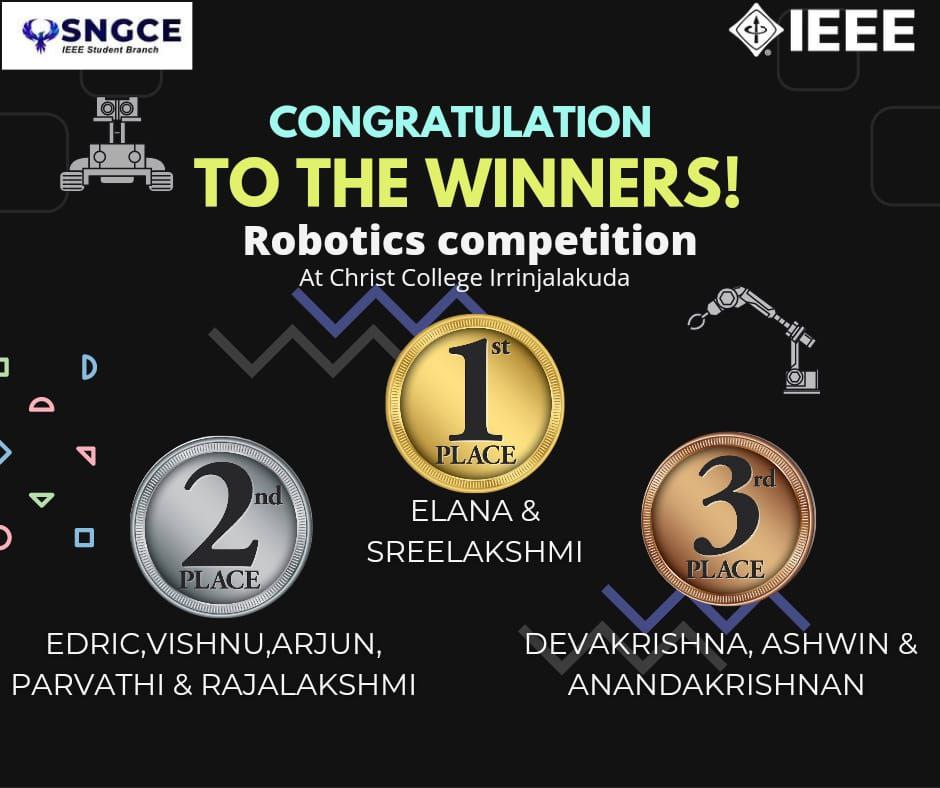 SNGCE
IEEE Student Branch
IEEE
CONGRATULATION
TO THE WINNERS!
Robotics competition
At Christ College Irrinjalakuda
1st
PLACE
ELANA &
SREELAKSHMI
2nd
PLACE
EDRIC,VISHNU,ARJUN,
PARVATHI & RAJALAKSHMI
3rd
PLACE
DEVAKRISHNA, ASHWIN &
ANANDAKRISHNAN